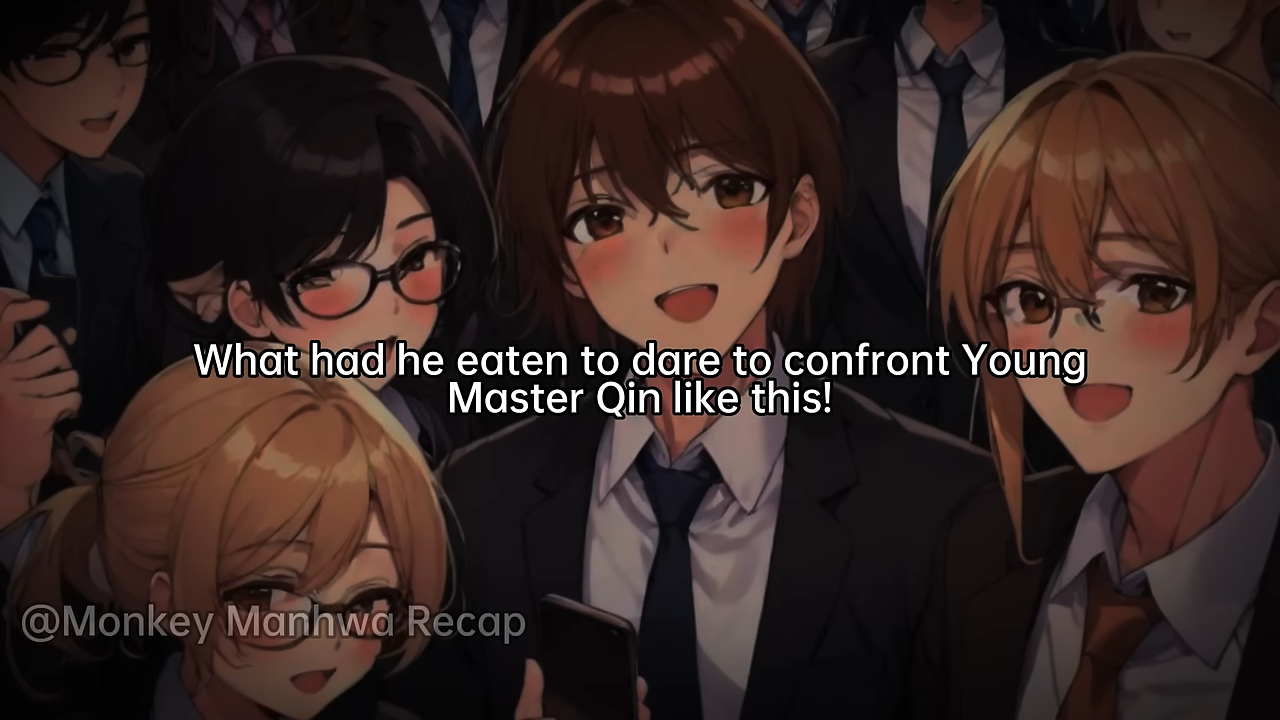 What had he eaten to dare to confront Young
Master Qin like this!
@Monkey Manhwa Recap